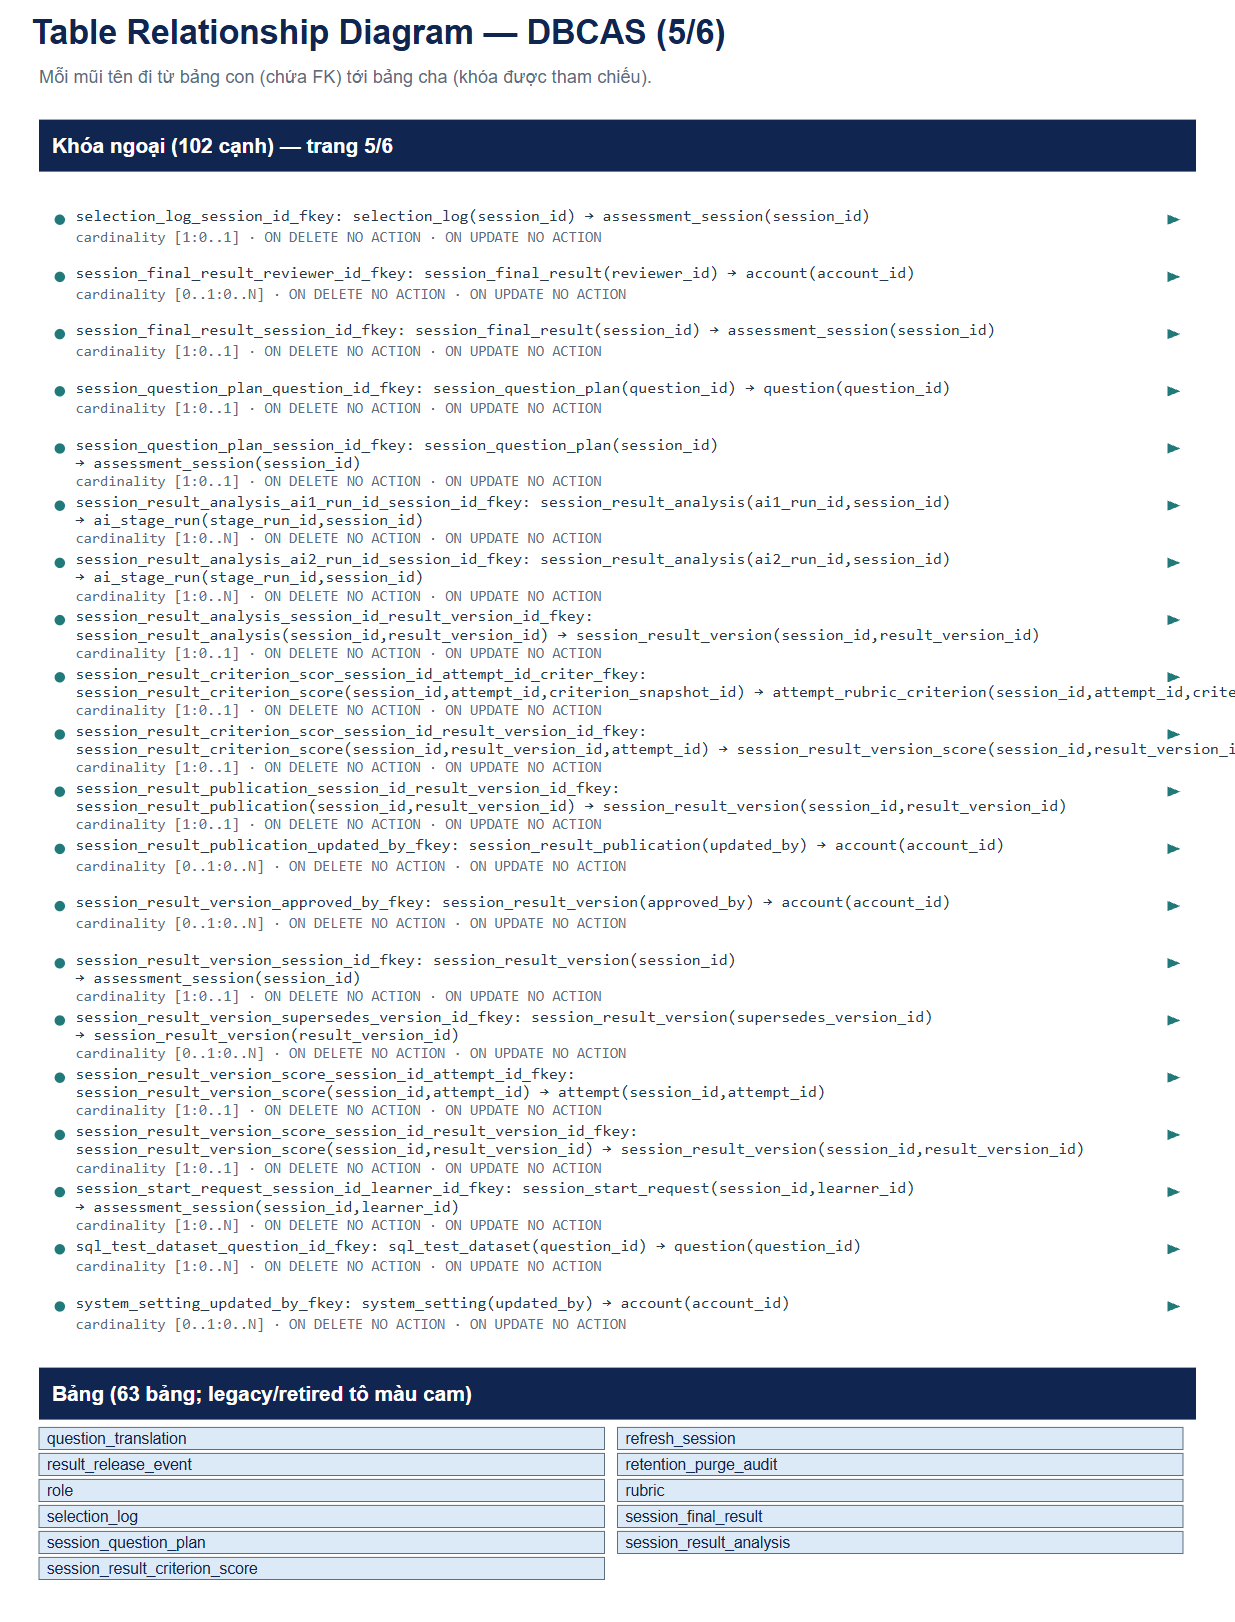 Table Relationship Diagram — DBCAS (5/6)
Mỗi mũi tên đi từ bảng con (chứa FK) tới bảng cha (khóa được tham chiếu).
Khóa ngoại (102 cạnh) — trang 5/6
selection_log_session_id_fkey: selection_log(session_id) → assessment_session(session_id)
cardinality [1:0..1] · ON DELETE NO ACTION · ON UPDATE NO ACTION
session_final_result_reviewer_id_fkey: session_final_result(reviewer_id) → account(account_id)
cardinality [0..1:0..N] · ON DELETE NO ACTION · ON UPDATE NO ACTION
session_final_result_session_id_fkey: session_final_result(session_id) → assessment_session(session_id)
cardinality [1:0..1] · ON DELETE NO ACTION · ON UPDATE NO ACTION
session_question_plan_question_id_fkey: session_question_plan(question_id) → question(question_id)
cardinality [1:0..1] · ON DELETE NO ACTION · ON UPDATE NO ACTION
session_question_plan_session_id_fkey: session_question_plan(session_id)
→ assessment_session(session_id)
cardinality [1:0..1] · ON DELETE NO ACTION · ON UPDATE NO ACTION
session_result_analysis_ai1_run_id_session_id_fkey: session_result_analysis(ai1_run_id,session_id)
→ ai_stage_run(stage_run_id,session_id)
cardinality [1:0..N] · ON DELETE NO ACTION · ON UPDATE NO ACTION
session_result_analysis_ai2_run_id_session_id_fkey: session_result_analysis(ai2_run_id,session_id)
→ ai_stage_run(stage_run_id,session_id)
cardinality [1:0..N] · ON DELETE NO ACTION · ON UPDATE NO ACTION
session_result_analysis_session_id_result_version_id_fkey:
session_result_analysis(session_id,result_version_id) → session_result_version(session_id,result_version_id)
cardinality [1:0..1] · ON DELETE NO ACTION · ON UPDATE NO ACTION
session_result_criterion_scor_session_id_attempt_id_criter_fkey:
session_result_criterion_score(session_id,attempt_id,criterion_snapshot_id) → attempt_rubric_criterion(session_id,attempt_id,crite
cardinality [1:0..1] · ON DELETE NO ACTION · ON UPDATE NO ACTION
session_result_criterion_scor_session_id_result_version_id_fkey:
session_result_criterion_score(session_id,result_version_id,attempt_id) → session_result_version_score(session_id,result_version_i
cardinality [1:0..1] · ON DELETE NO ACTION · ON UPDATE NO ACTION
session_result_publication_session_id_result_version_id_fkey:
session_result_publication(session_id,result_version_id) → session_result_version(session_id,result_version_id)
cardinality [1:0..1] · ON DELETE NO ACTION · ON UPDATE NO ACTION
session_result_publication_updated_by_fkey: session_result_publication(updated_by) → account(account_id)
cardinality [0..1:0..N] · ON DELETE NO ACTION · ON UPDATE NO ACTION
session_result_version_approved_by_fkey: session_result_version(approved_by) → account(account_id)
cardinality [0..1:0..N] · ON DELETE NO ACTION · ON UPDATE NO ACTION
session_result_version_session_id_fkey: session_result_version(session_id)
→ assessment_session(session_id)
cardinality [1:0..1] · ON DELETE NO ACTION · ON UPDATE NO ACTION
session_result_version_supersedes_version_id_fkey: session_result_version(supersedes_version_id)
→ session_result_version(result_version_id)
cardinality [0..1:0..N] · ON DELETE NO ACTION · ON UPDATE NO ACTION
session_result_version_score_session_id_attempt_id_fkey:
session_result_version_score(session_id,attempt_id) → attempt(session_id,attempt_id)
cardinality [1:0..1] · ON DELETE NO ACTION · ON UPDATE NO ACTION
session_result_version_score_session_id_result_version_id_fkey:
session_result_version_score(session_id,result_version_id) → session_result_version(session_id,result_version_id)
cardinality [1:0..1] · ON DELETE NO ACTION · ON UPDATE NO ACTION
session_start_request_session_id_learner_id_fkey: session_start_request(session_id,learner_id)
→ assessment_session(session_id,learner_id)
cardinality [1:0..N] · ON DELETE NO ACTION · ON UPDATE NO ACTION
sql_test_dataset_question_id_fkey: sql_test_dataset(question_id) → question(question_id)
cardinality [1:0..N] · ON DELETE NO ACTION · ON UPDATE NO ACTION
system_setting_updated_by_fkey: system_setting(updated_by) → account(account_id)
cardinality [0..1:0..N] · ON DELETE NO ACTION · ON UPDATE NO ACTION
Bảng (63 bảng; legacy/retired tô màu cam)
question_translation
refresh_session
result_release_event
retention_purge_audit
role
rubric
selection_log
session_final_result
session_question_plan
session_result_analysis
session_result_criterion_score